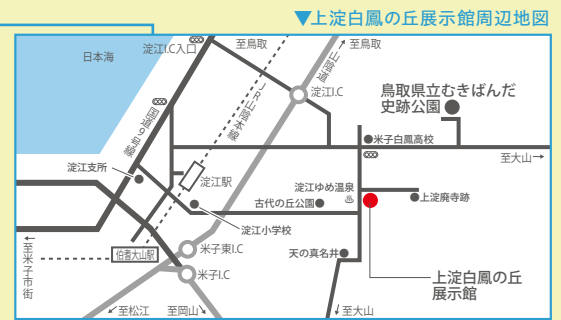 ▼上淀白鳳の丘展示館周辺地図
日本海
淀江I.C入口
至鳥取
至鳥取
山陰道
淀江I.C
鳥取県立むきばんだ
史跡公園
国道9号線
JR山陰本線
米子白鳳高校
至大山→
淀江支所
淀江駅
淀江ゆめ温泉
古代の丘公園
上淀廃寺跡
淀江小学校
←至米子市街
伯耆大山駅
米子東I.C
天の真名井
米子I.C
上淀白鳳の丘
展示館
↙至松江
至岡山↘
↓至大山